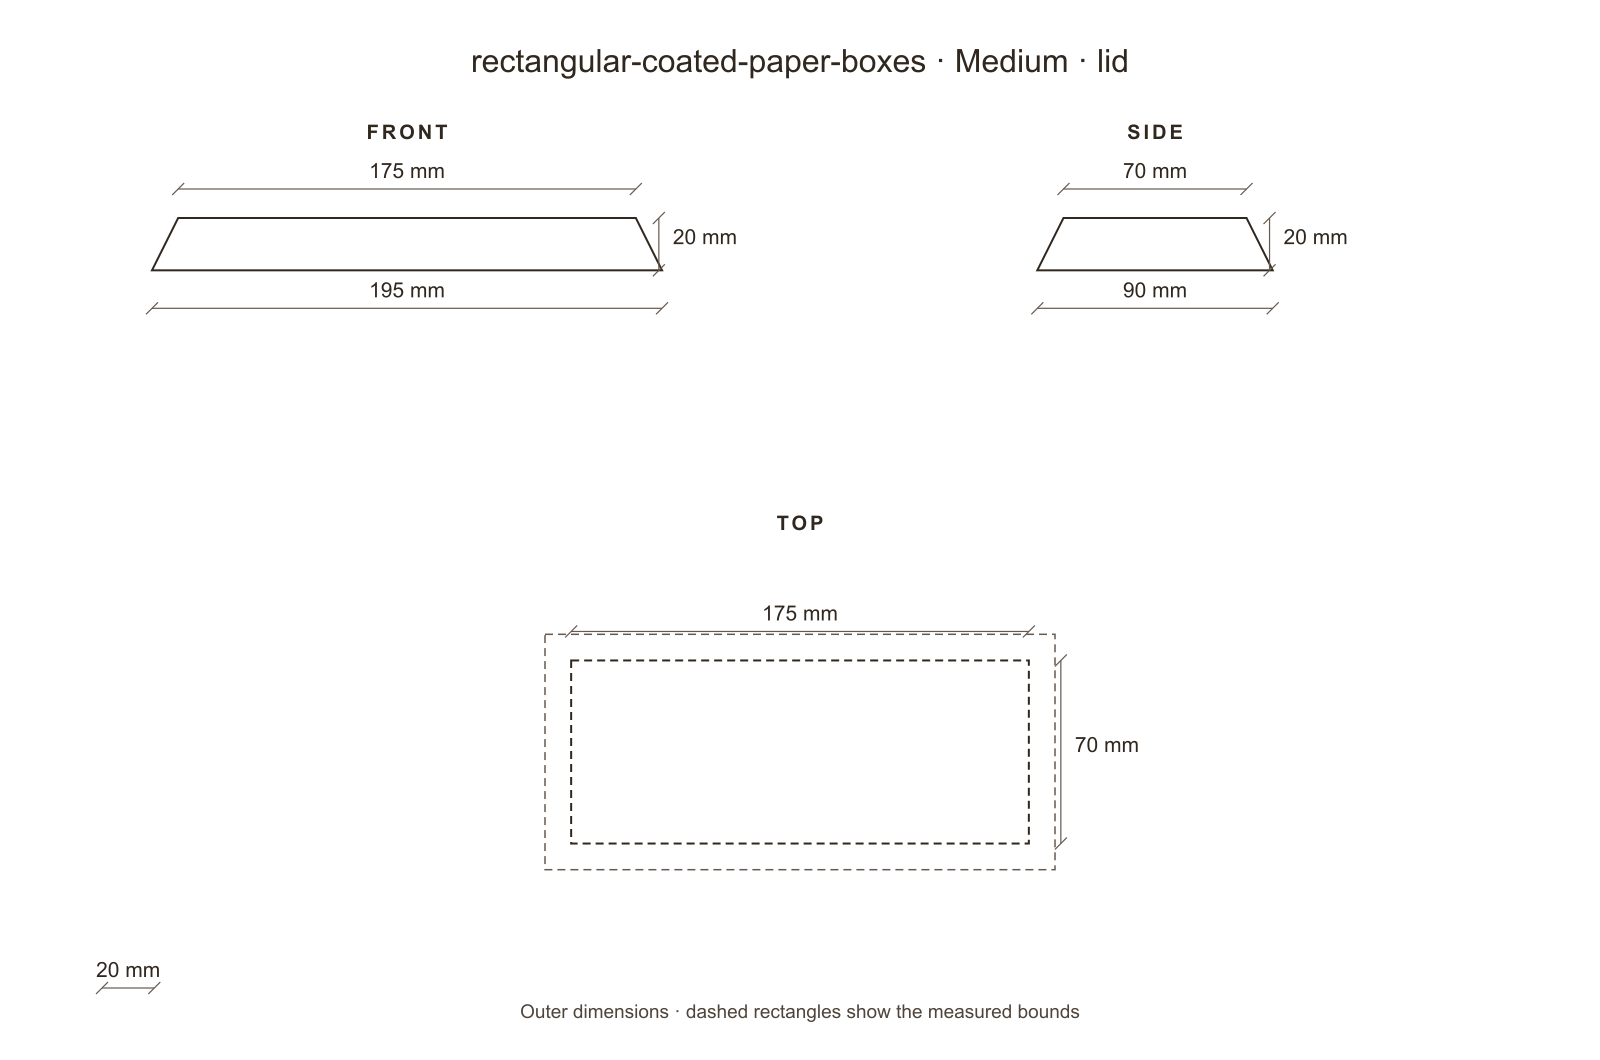 rectangular-coated-paper-boxes · Medium · lid
FRONT
175 mm
20 mm
195 mm
SIDE
70 mm
20 mm
90 mm
TOP
175 mm
70 mm
20 mm
Outer dimensions · dashed rectangles show the measured bounds